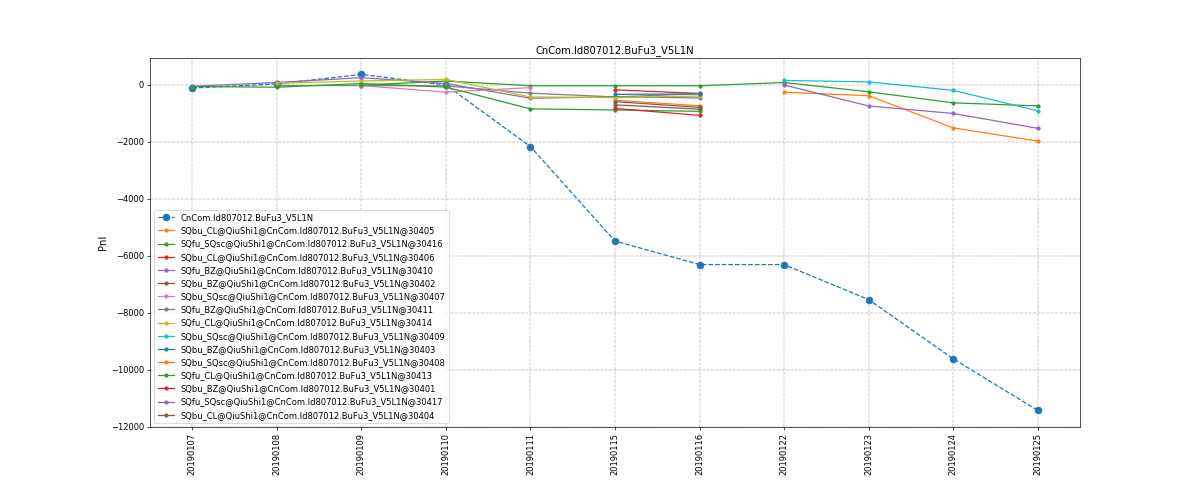 CnCom.Id807012.BuFu3_V5L1N
0
−2000
−4000
−6000
−8000
−10000
−12000
Pnl
CnCom.Id807012.BuFu3_V5L1N
SQbu_CL@QiuShi1@CnCom.Id807012.BuFu3_V5L1N@30405
SQfu_SQsc@QiuShi1@CnCom.Id807012.BuFu3_V5L1N@30416
SQbu_CL@QiuShi1@CnCom.Id807012.BuFu3_V5L1N@30406
SQfu_BZ@QiuShi1@CnCom.Id807012.BuFu3_V5L1N@30410
SQbu_BZ@QiuShi1@CnCom.Id807012.BuFu3_V5L1N@30402
SQbu_SQsc@QiuShi1@CnCom.Id807012.BuFu3_V5L1N@30407
SQfu_BZ@QiuShi1@CnCom.Id807012.BuFu3_V5L1N@30411
SQfu_CL@QiuShi1@CnCom.Id807012.BuFu3_V5L1N@30414
SQbu_SQsc@QiuShi1@CnCom.Id807012.BuFu3_V5L1N@30409
SQbu_BZ@QiuShi1@CnCom.Id807012.BuFu3_V5L1N@30403
SQbu_SQsc@QiuShi1@CnCom.Id807012.BuFu3_V5L1N@30408
SQfu_CL@QiuShi1@CnCom.Id807012.BuFu3_V5L1N@30413
SQbu_BZ@QiuShi1@CnCom.Id807012.BuFu3_V5L1N@30401
SQfu_SQsc@QiuShi1@CnCom.Id807012.BuFu3_V5L1N@30417
SQbu_CL@QiuShi1@CnCom.Id807012.BuFu3_V5L1N@30404
20190107
20190108
20190109
20190110
20190111
20190115
20190116
20190122
20190123
20190124
20190125